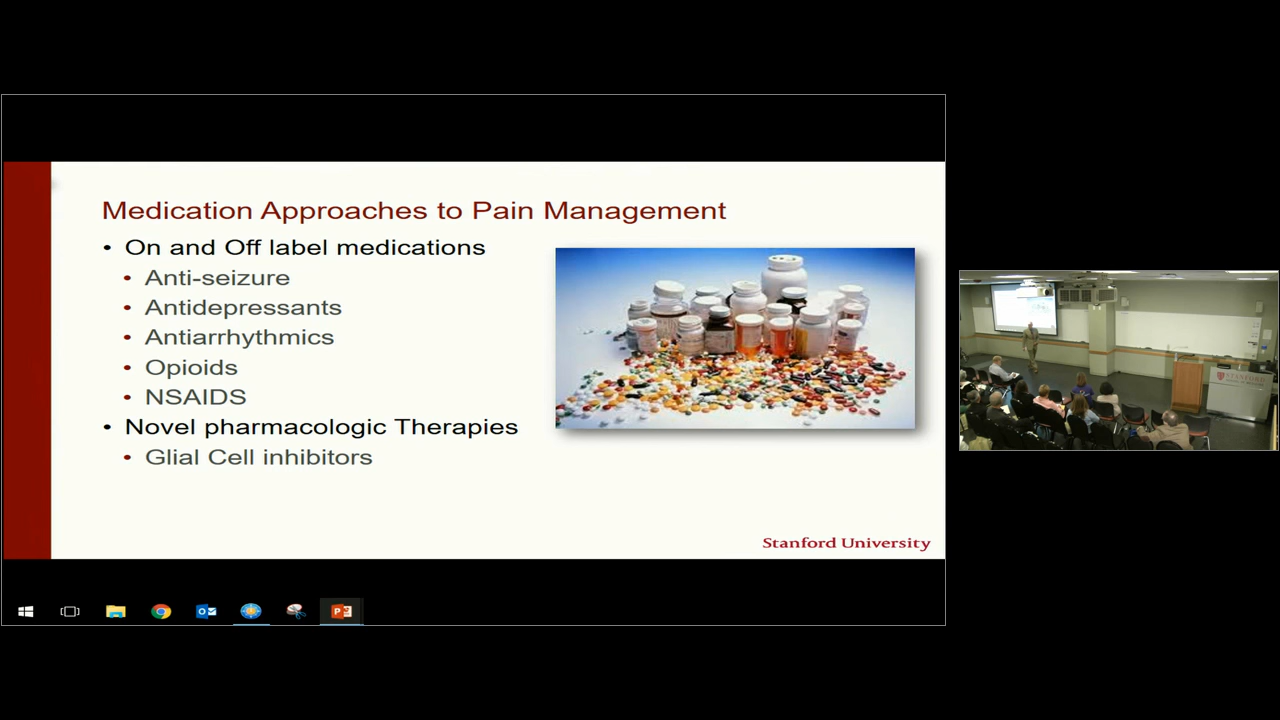 Medication Approaches to Pain Management
• On and Off label medications
• Anti-seizure
• Antidepressants
• Antiarrhythmics
• Opioids
• NSAIDS
• Novel pharmacologic Therapies
• Glial Cell inhibitors
Stanford University
STANFORD